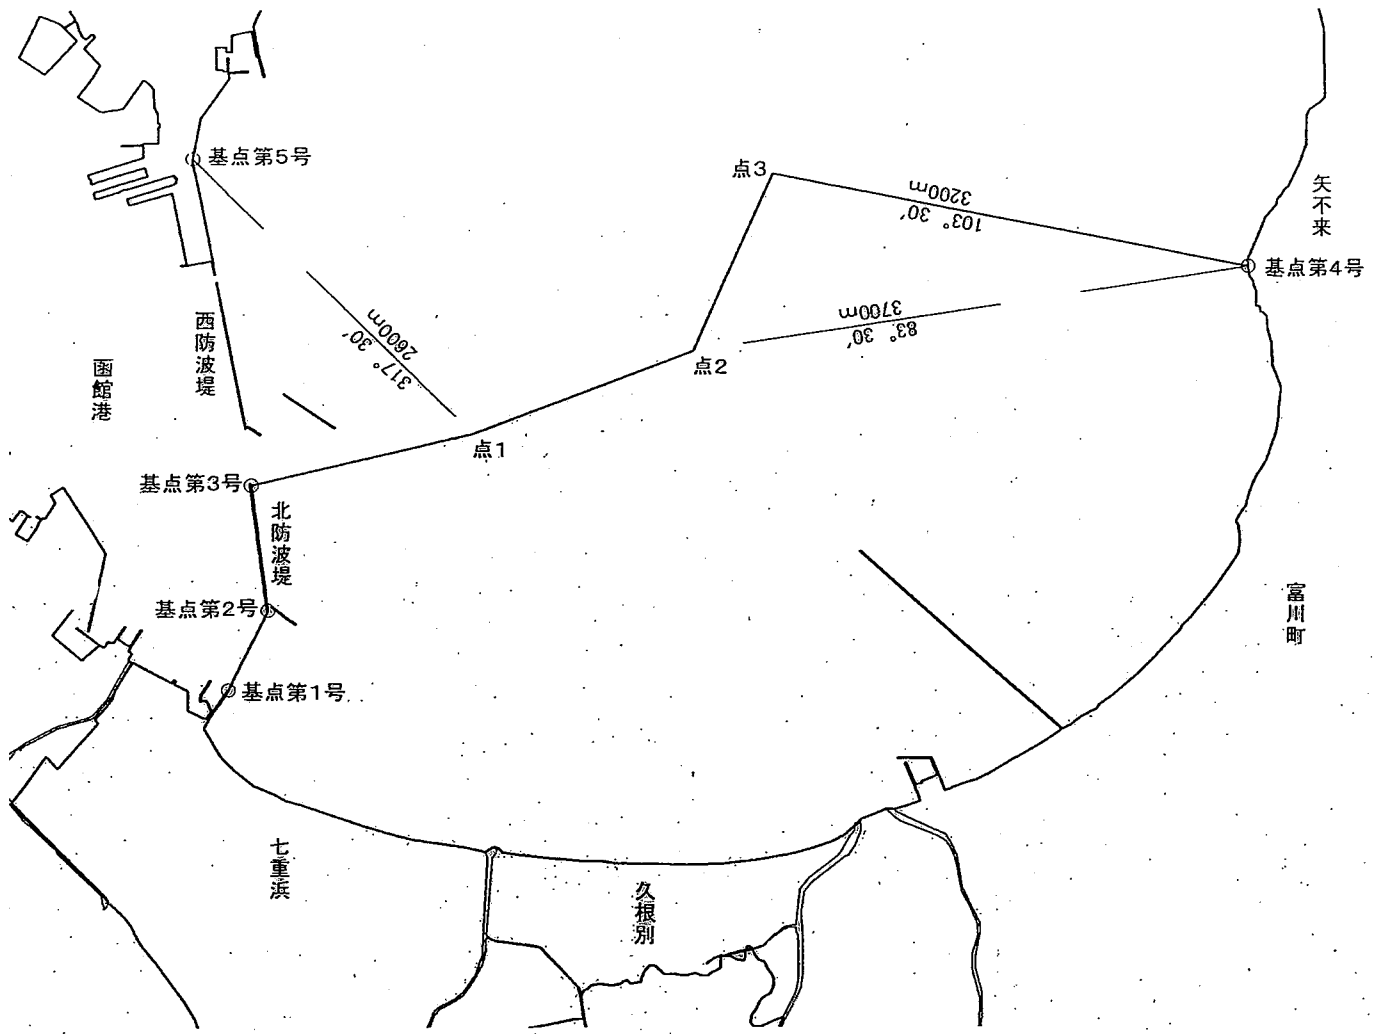 基点第5号
点3
3200m
103° 30′
矢不来
基点第4号
3700m
83° 30′
西防波堤
2600m
317° 30′
函館港
点2
点1
基点第3号
北防波堤
基点第2号
富川町
基点第1号
七重浜
久根別